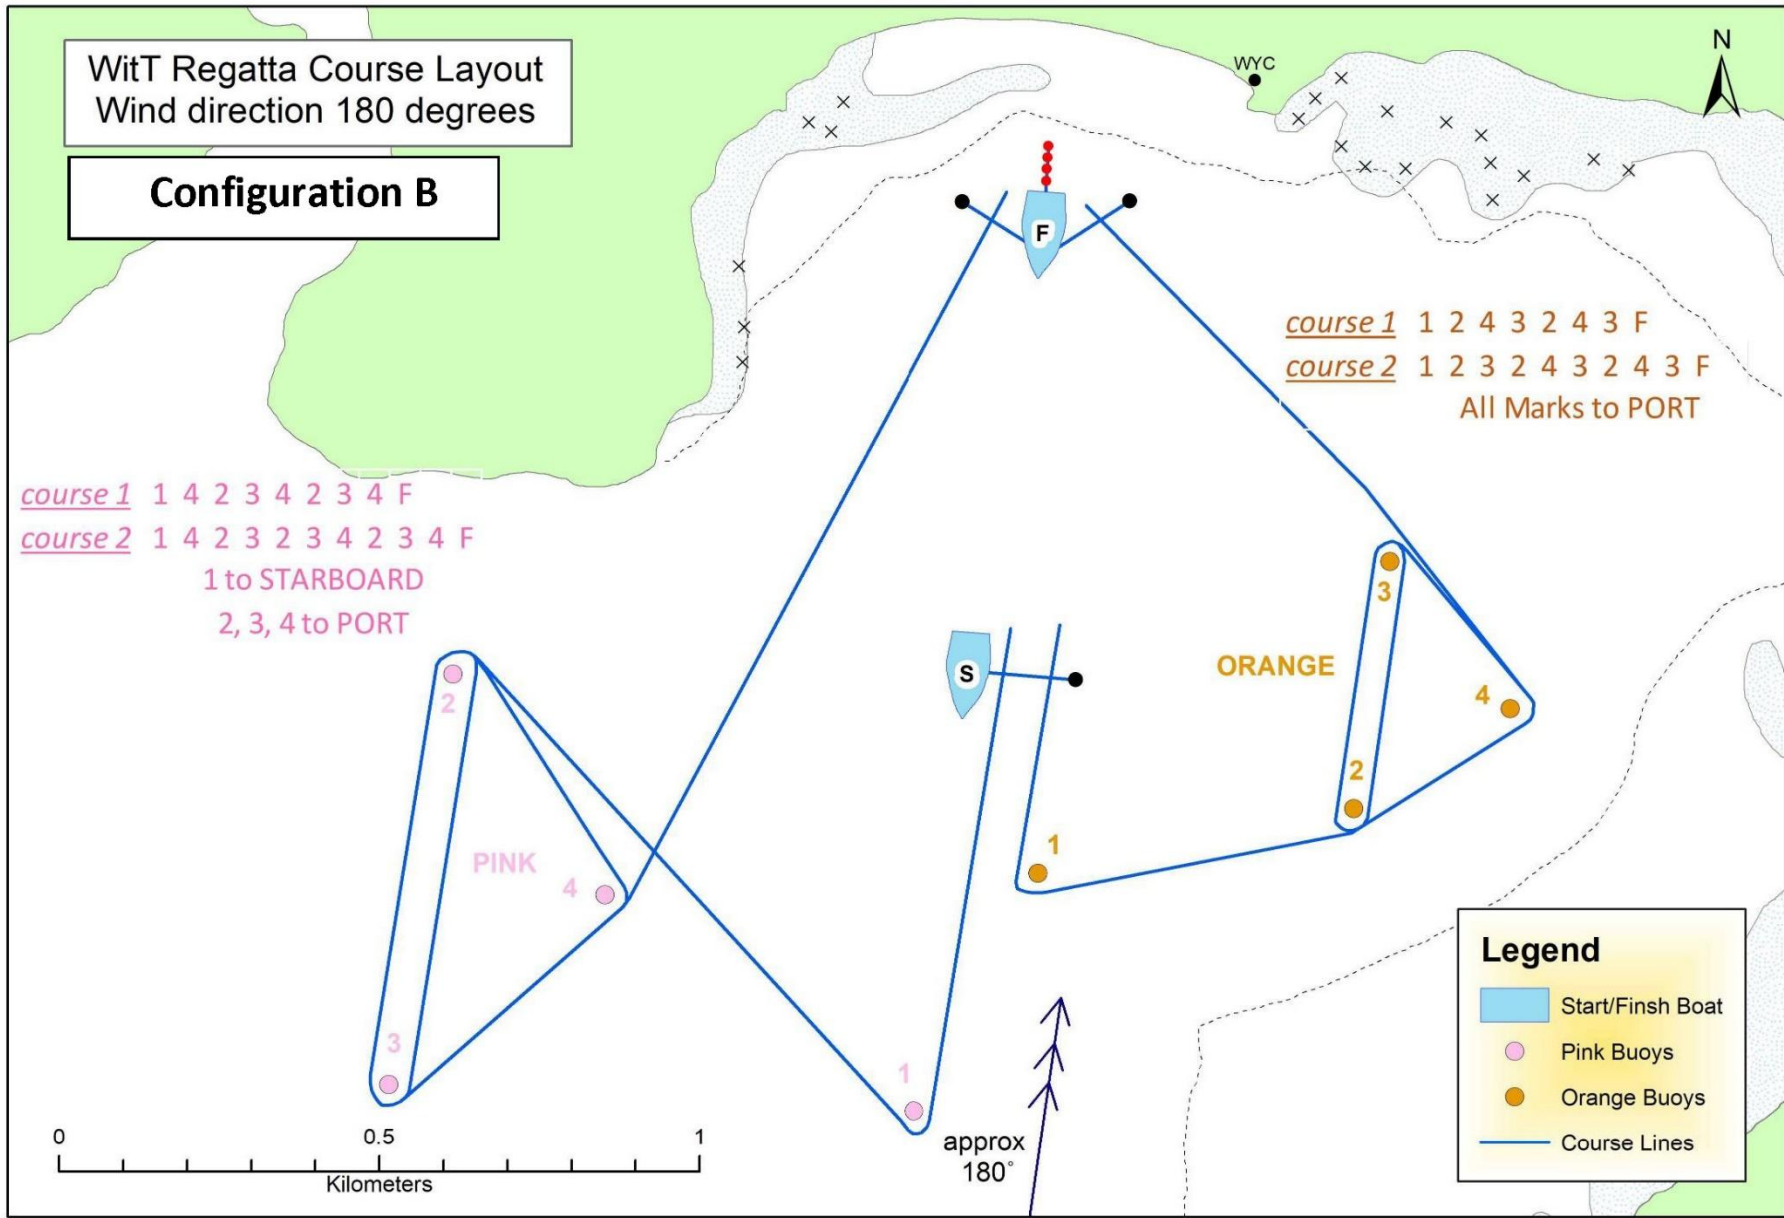 WitT Regatta Course Layout
Wind direction 180 degrees
Configuration B
WYC
N
F
course 1 1 2 4 3 2 4 3 F
course 2 1 2 3 2 4 3 2 4 3 F
All Marks to PORT
course 1 1 4 2 3 4 2 3 4 F
course 2 1 4 2 3 2 3 4 2 3 4 F
1 to STARBOARD
2, 3, 4 to PORT
2
PINK
4
3
1
S
ORANGE
3
4
2
1
approx
180°
0 0.5 1
Kilometers
Legend
Start/Finsh Boat
Pink Buoys
Orange Buoys
Course Lines